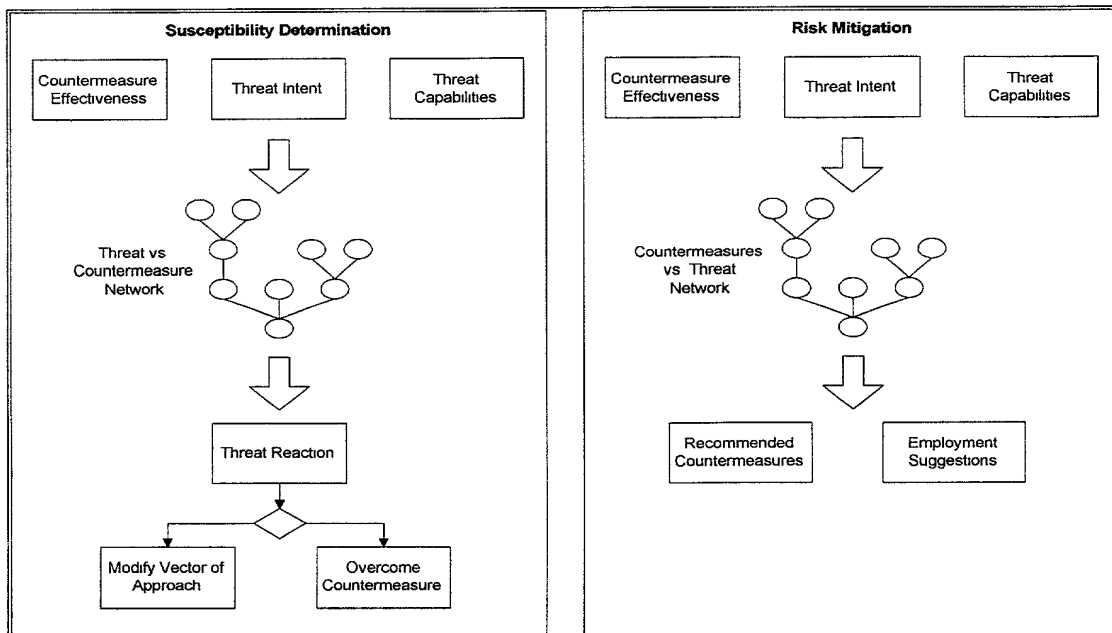 Susceptibility Determination
Countermeasure
Effectiveness
Threat Intent
Threat
Capabilities
Threat vs
Countermeasure
Network
Threat Reaction
Modify Vector of
Approach
Overcome
Countermeasure
Risk Mitigation
Countermeasure
Effectiveness
Threat Intent
Threat
Capabilities
Countermeasures
vs Threat
Network
Recommended
Countermeasures
Employment
Suggestions